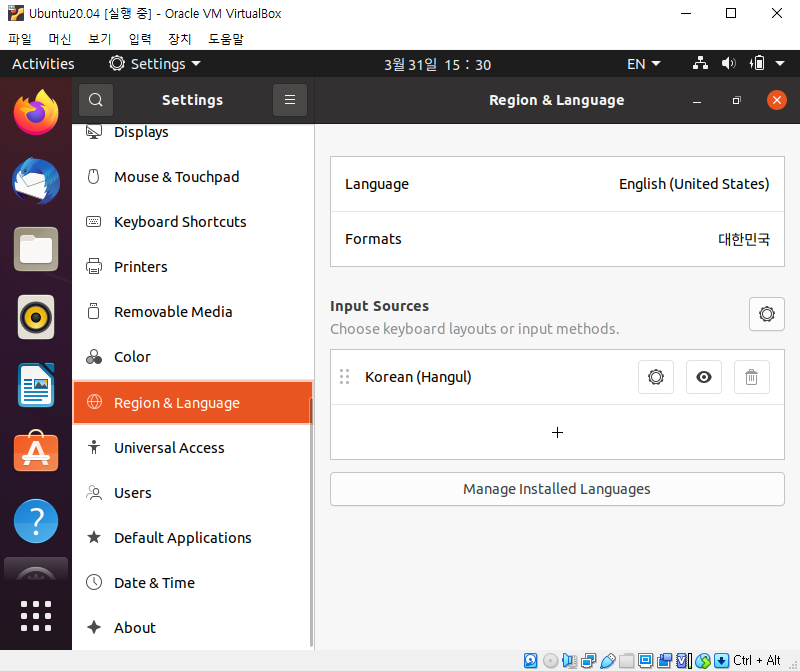 Ubuntu20.04 [실행 중] - Oracle VM VirtualBox
파일 머신 보기 입력 장치 도움말
Activities Settings 3월 31일 15 : 30 EN
Settings Region & Language
Displays
Mouse & Touchpad
Keyboard Shortcuts
Printers
Removable Media
Color
Region & Language
Universal Access
Users
Default Applications
Date & Time
About
Language English (United States)
Formats 대한민국
Input Sources
Choose keyboard layouts or input methods.
Korean (Hangul)
+
Manage Installed Languages
Ctrl + Alt